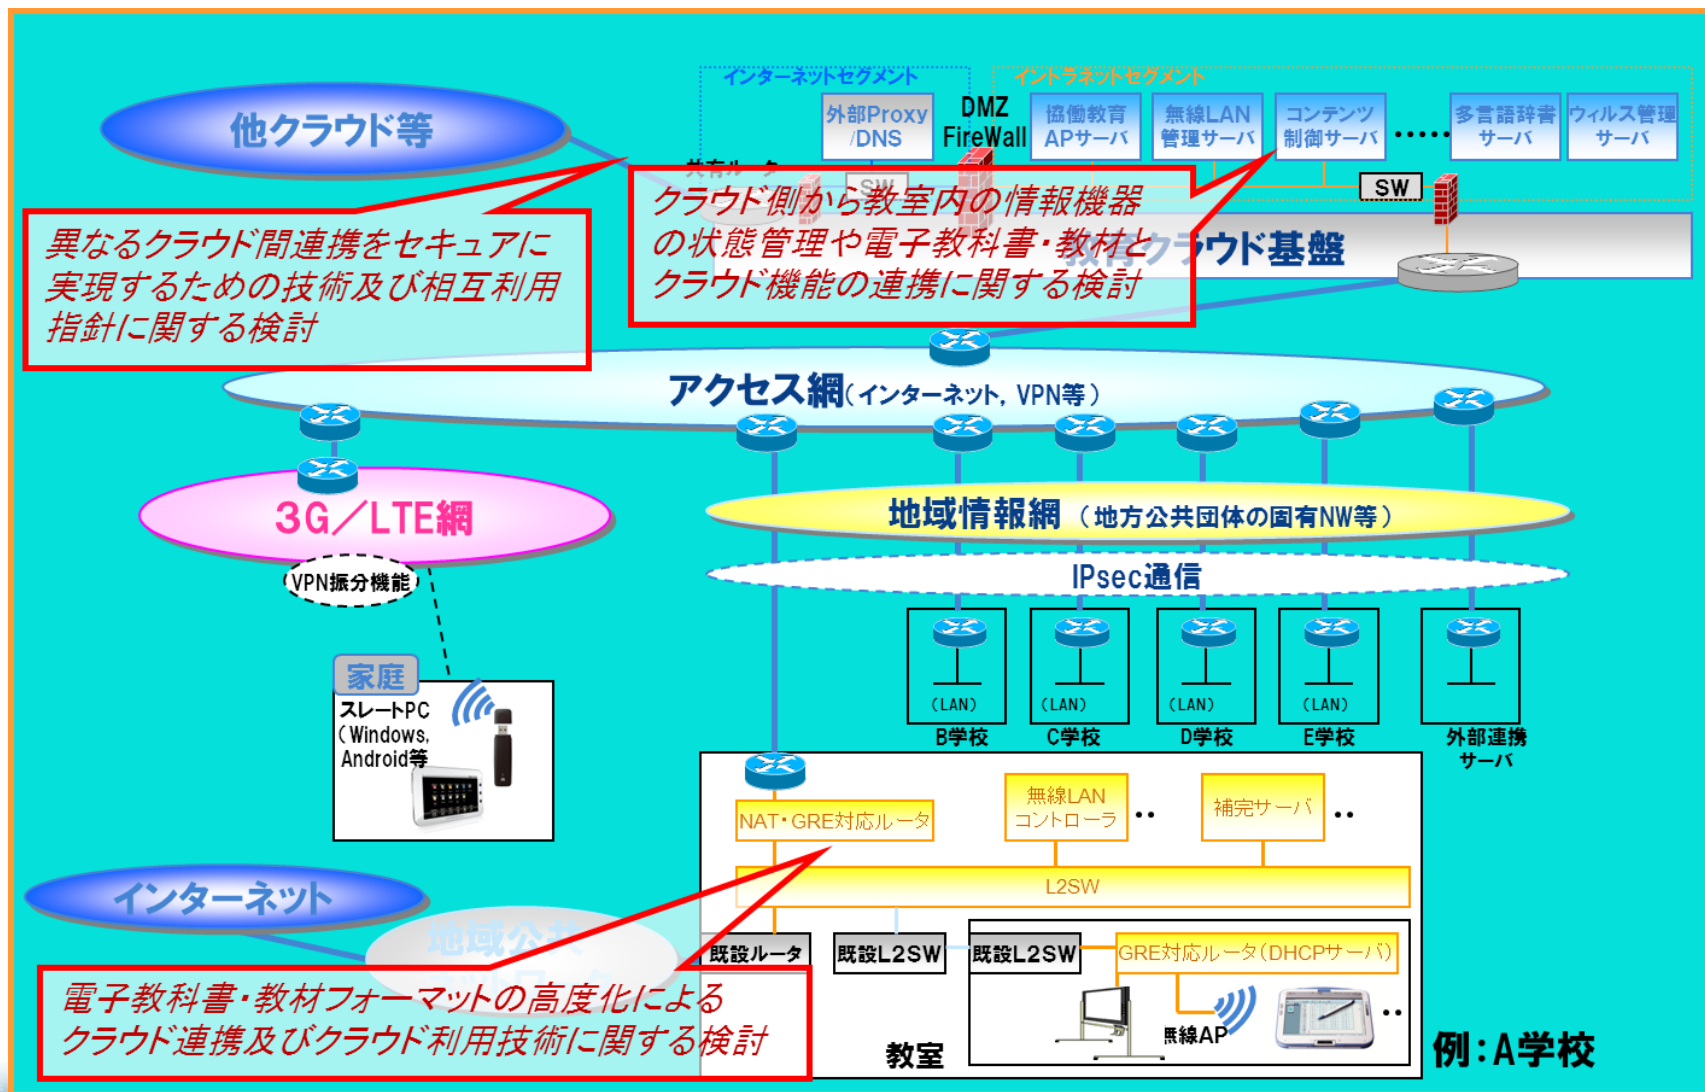 インターネットセグメント
イントラネットセグメント
他クラウド等
外部Proxy
/DNS
DMZ
FireWall
協働教育
APサーバ
無線LAN
管理サーバ
コンテンツ
制御サーバ
•••••
多言語辞書
サーバ
ウィルス管理
サーバ
共有ルータ
SW
SW
異なるクラウド間連携をセキュアに
実現するための技術及び相互利用
指針に関する検討
クラウド側から教室内の情報機器
の状態管理や電子教科書・教材と
クラウド機能の連携に関する検討
教育クラウド基盤
アクセス網(インターネット, VPN等)
3G/LTE網
地域情報網 (地方公共団体の固有NW等)
VPN振分機能
IPsec通信
家庭
スレートPC
(Windows,
Android等
(LAN)
(LAN)
(LAN)
(LAN)
B学校
C学校
D学校
E学校
外部連携
サーバ
NAT・GRE対応ルータ
無線LAN
コントローラ
••
補完サーバ
••
L2SW
インターネット
地域公共
既設ルータ
既設L2SW
既設L2SW
GRE対応ルータ(DHCPサーバ)
電子教科書・教材フォーマットの高度化による
クラウド連携及びクラウド利用技術に関する検討
無線AP
••
教室
例:A学校